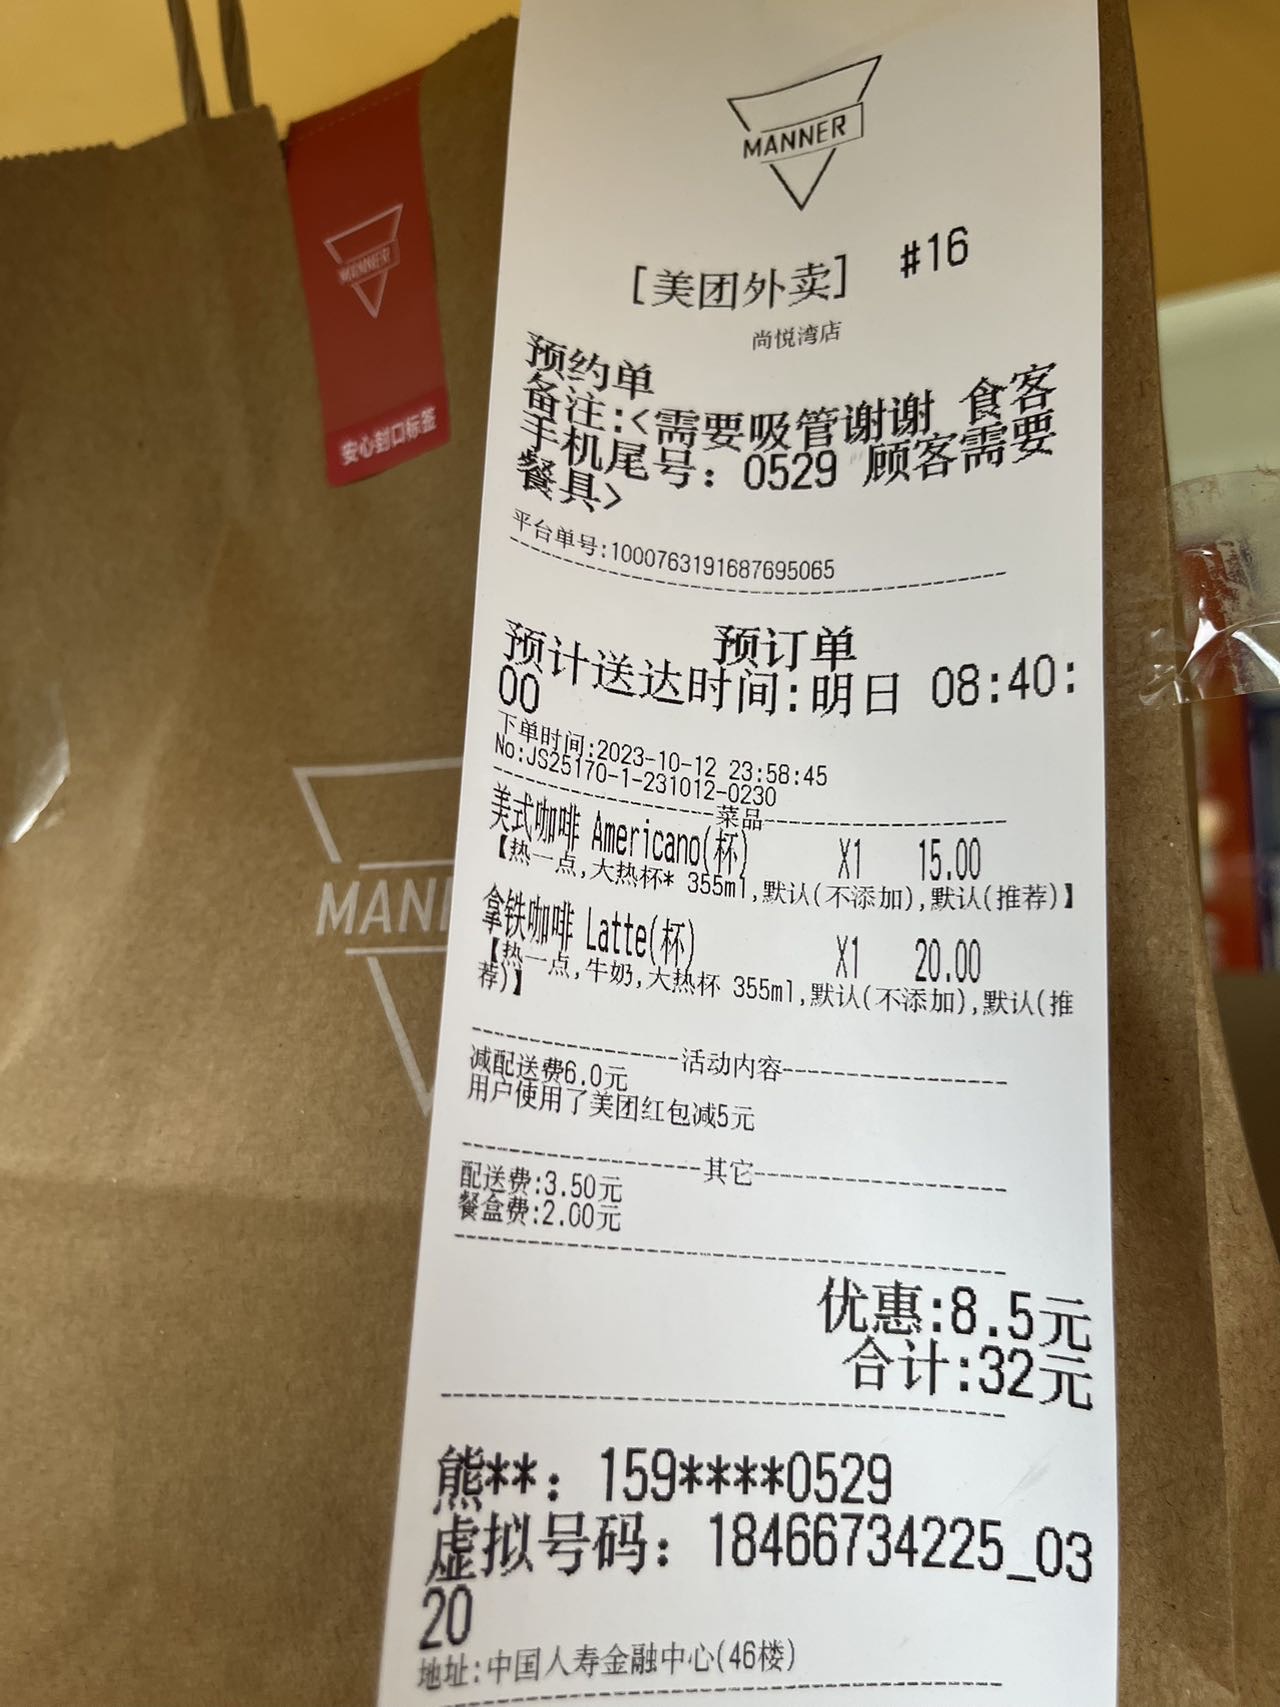 MANNER
[美团外卖] #16
尚悦湾店
预约单
备注:<需要吸管谢谢 食客
手机尾号: 0529 顾客需要
餐具>
平台单号:1000763191687695065
预订单
预计送达时间:明日 08:40:
00
下单时间:2023-10-12 23:58:45
No:JS25170-1-231012-0230
菜品
美式咖啡 Americano(杯) X1 15.00
【热一点,大热杯* 355ml,默认(不添加),默认(推荐)】
拿铁咖啡 Latte(杯) X1 20.00
【热一点,牛奶,大热杯 355ml,默认(不添加),默认(推
荐)】
活动内容
减配送费6.0元
用户使用了美团红包减5元
其它
配送费:3.50元
餐盒费:2.00元
优惠:8.5元
合计:32元
熊**: 159****0529
虚拟号码: 18466734225_03
20
地址:中国人寿金融中心(46楼)
MANNER
安心封口标签
MANN